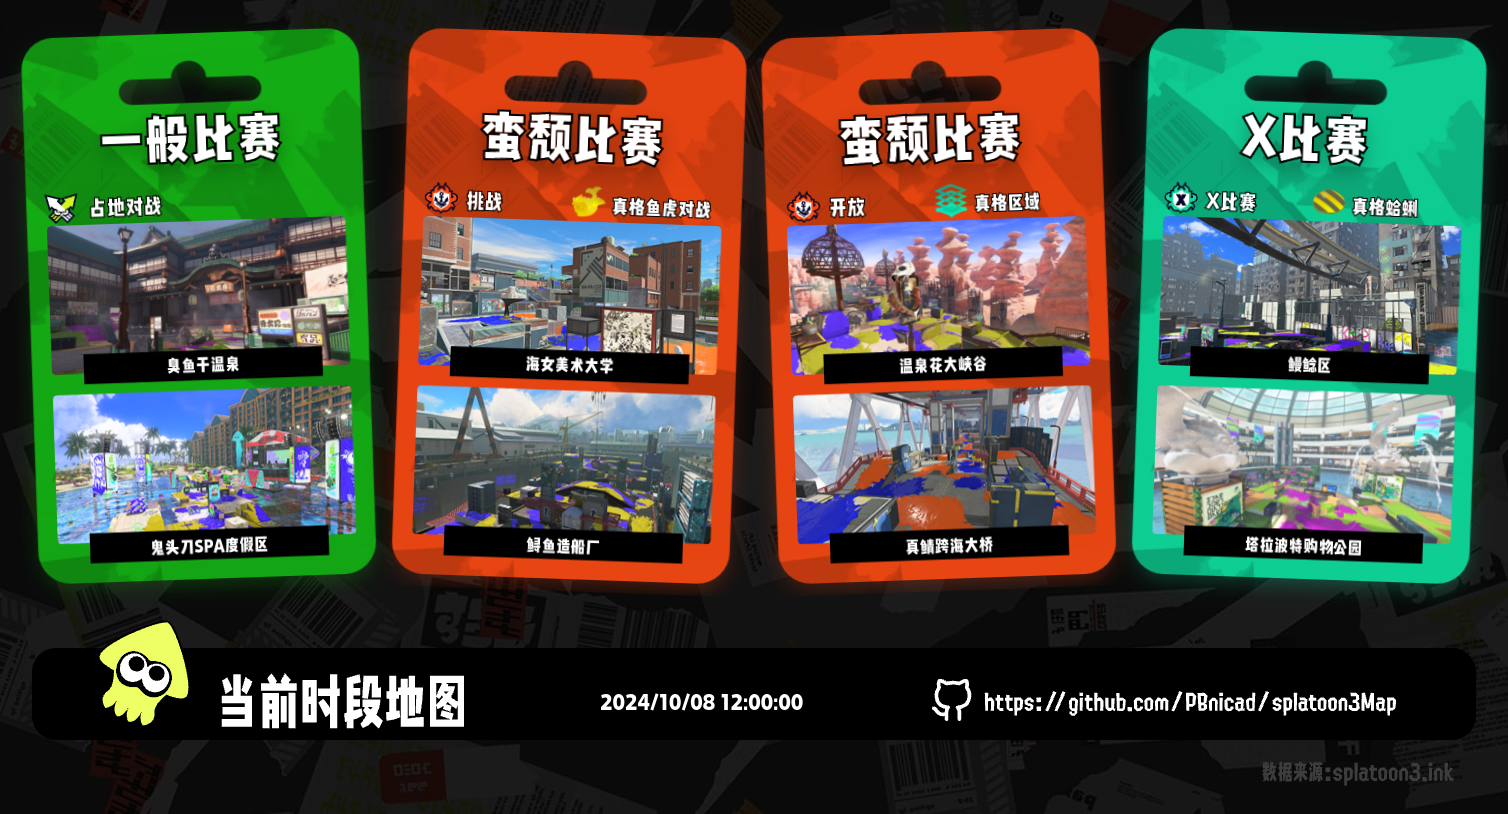 一般比赛
占地对战
臭鱼干温泉
鬼头刀SPA度假区
蛮颓比赛
挑战
真格鱼虎对战
海女美术大学
鲟鱼造船厂
蛮颓比赛
开放
真格区域
温泉花大峡谷
真鲭跨海大桥
X比赛
X比赛
真格蛤蜊
鳗鲶区
塔拉波特购物公园
当前时段地图
2024/10/08 12:00:00
https://github.com/PBnicad/splatoon3Map
数据来源:splatoon3.ink